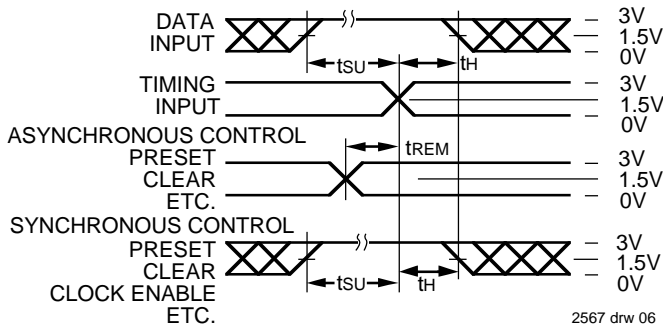 DATA
INPUT
3V
1.5V
0V
tSU
tH
TIMING
INPUT
3V
1.5V
0V
ASYNCHRONOUS CONTROL
PRESET
CLEAR
ETC.
tREM
3V
1.5V
0V
SYNCHRONOUS CONTROL
PRESET
CLEAR
CLOCK ENABLE
ETC.
tSU
tH
3V
1.5V
0V
2567 drw 06